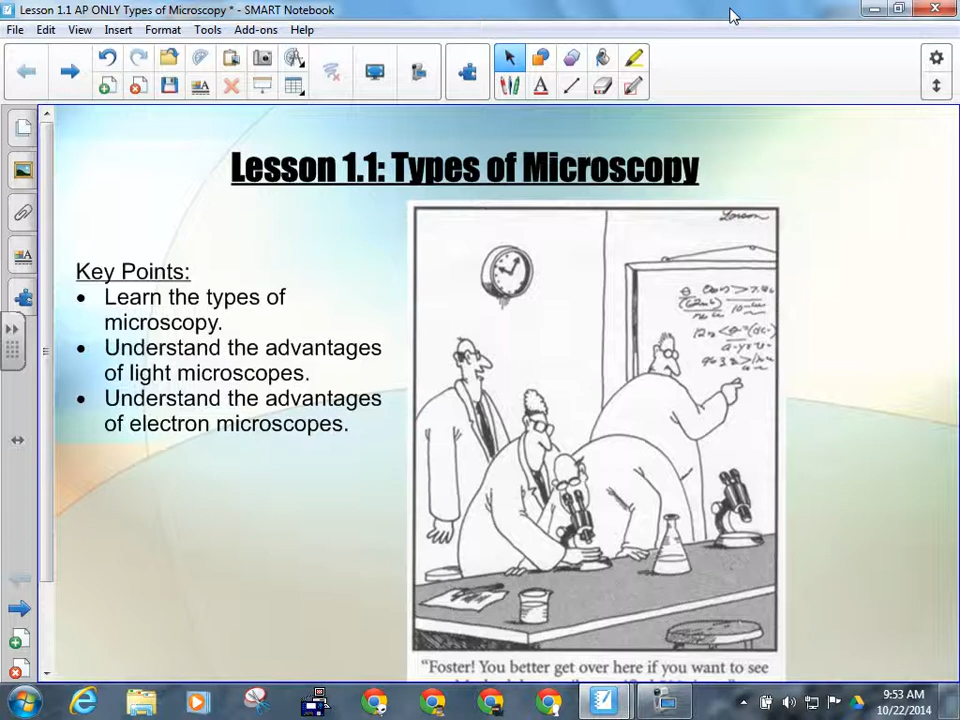 Lesson 1.1 AP ONLY Types of Microscopy * - SMART Notebook
File Edit View Insert Format Tools Add-ons Help
Lesson 1.1: Types of Microscopy
Larson
Key Points:
• Learn the types of
microscopy.
• Understand the advantages
of light microscopes.
• Understand the advantages
of electron microscopes.
"Foster! You better get over here if you want to see
9:53 AM
10/22/2014